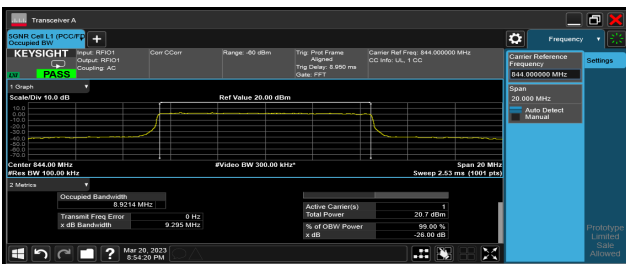 Transceiver A
5GNR Cell L1 (PCC/FD
Occupied BW
Frequency
KEYSIGHT
Input: RFIO1
Output: RFIO1
Coupling: AC
Corr CCorr
Range: -60 dBm
Trig: Prot Frame
Aligned
Trig Delay: 8.950 ms
Gate: FFT
Carrier Ref Freq: 844.000000 MHz
CC Info: UL, 1 CC
PASS
Carrier Reference
Frequency
844.000000 MHz
Settings
Span
20.000 MHz
Auto Detect
Manual
1 Graph
Scale/Div 10.0 dB
Ref Value 20.00 dBm
10.0
0.00
-10.0
-20.0
-30.0
-40.0
-50.0
-60.0
-70.0
Center 844.00 MHz
#Video BW 300.00 kHz*
Span 20 MHz
#Res BW 100.00 kHz
Sweep 2.53 ms (1001 pts)
2 Metrics
Occupied Bandwidth
8.9214 MHz
Transmit Freq Error 0 Hz
x dB Bandwidth 9.295 MHz
Active Carrier(s) 1
Total Power 20.7 dBm
% of OBW Power 99.00 %
x dB -26.00 dB
Prototype
Limited
Sale
Allowed
Mar 20, 2023
8:54:20 PM